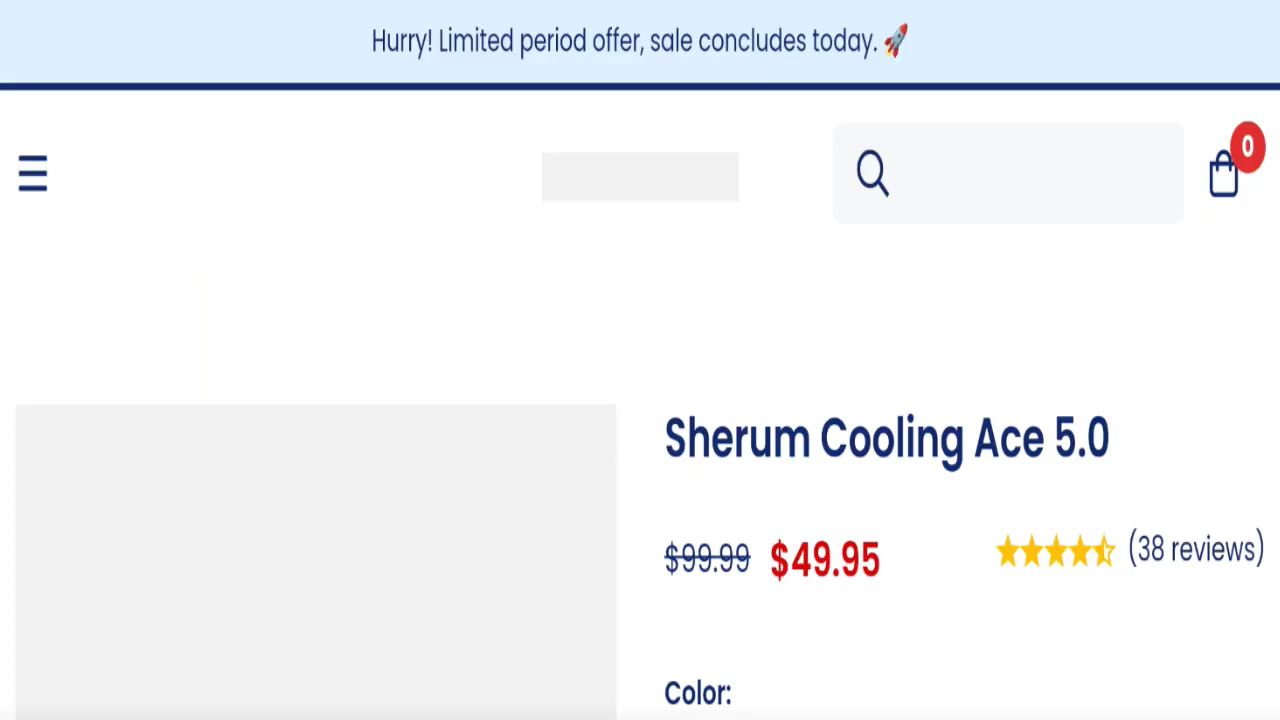 Hurry! Limited period offer, sale concludes today. 🚀
0
Sherum Cooling Ace 5.0
$99.99 $49.95 (38 reviews)
Color: